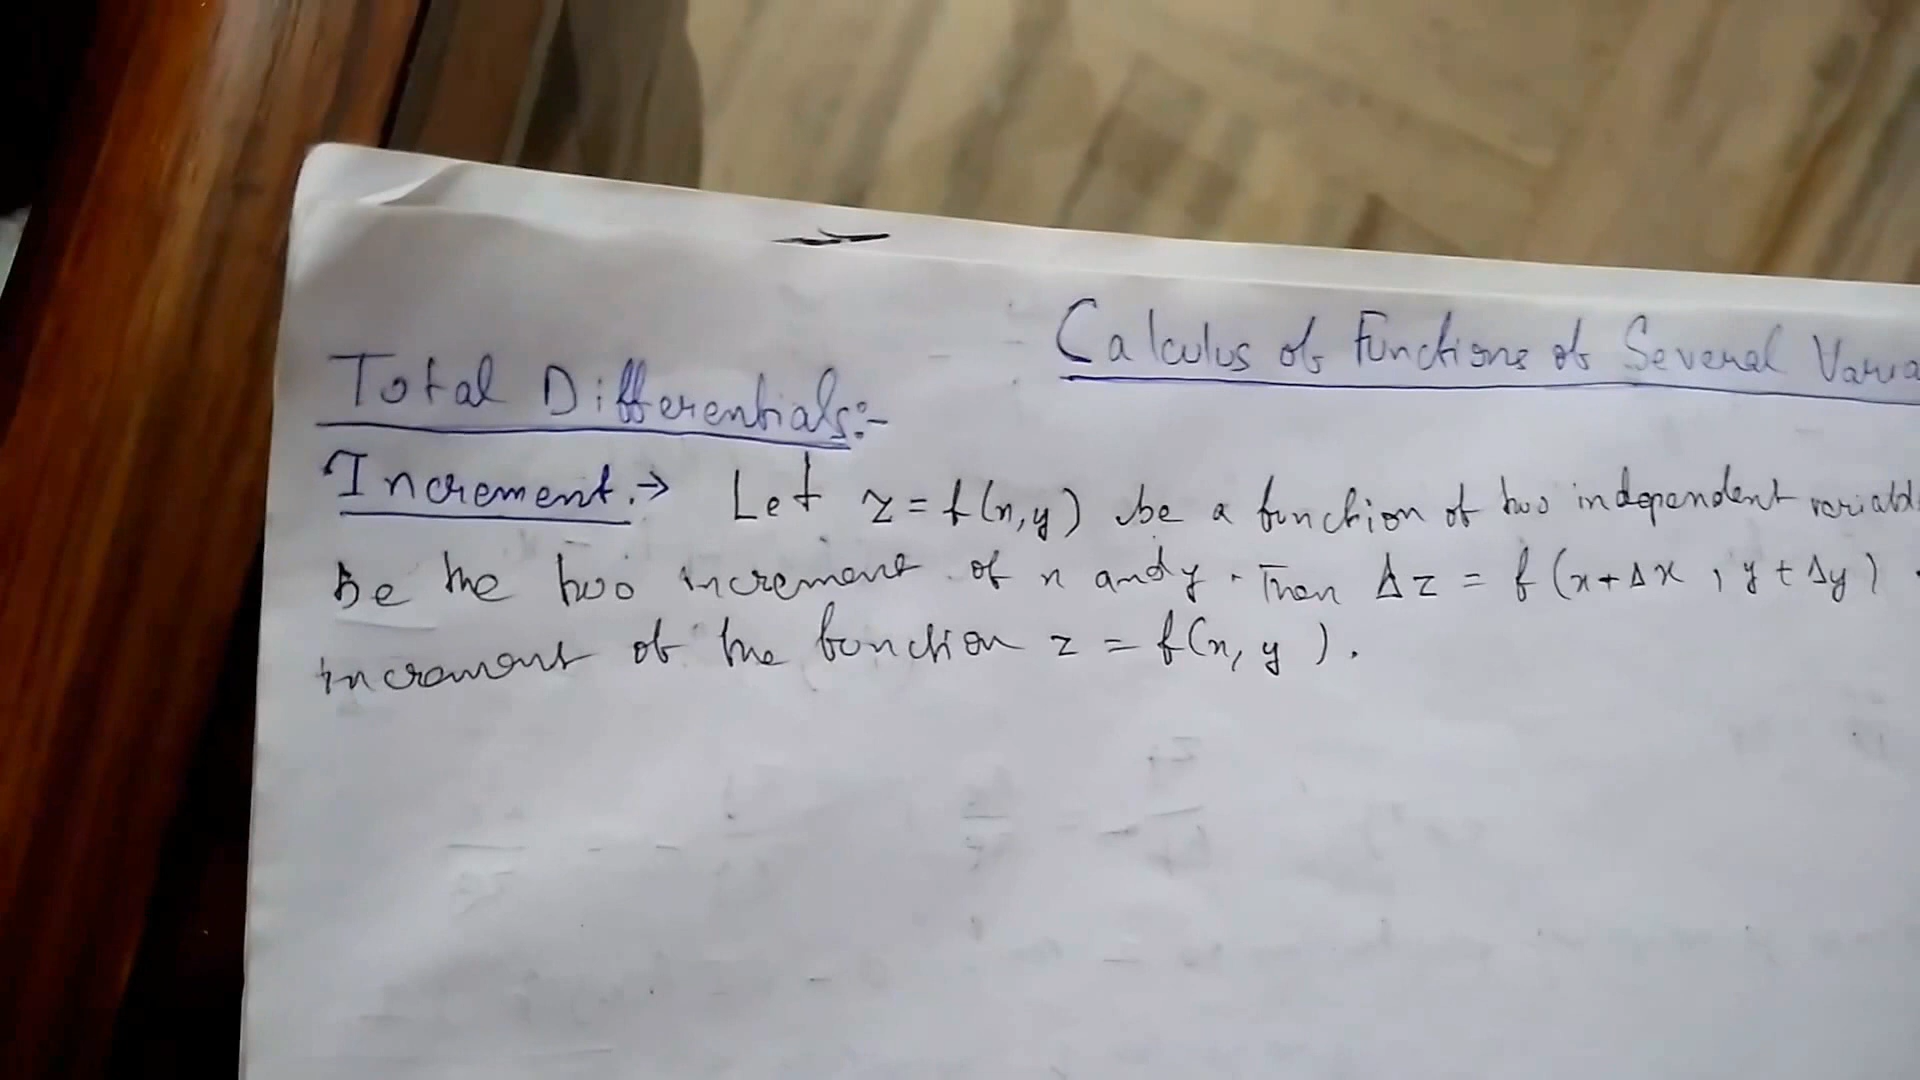 Calculus of Functions of Several Varia
Total Differentials:-
Increment.→ Let z = f(x,y) be a function of two independent variabl
Be the two increment of x and y. Then Δz = f(x+Δx, y+Δy)
increment of the function z = f(x, y).